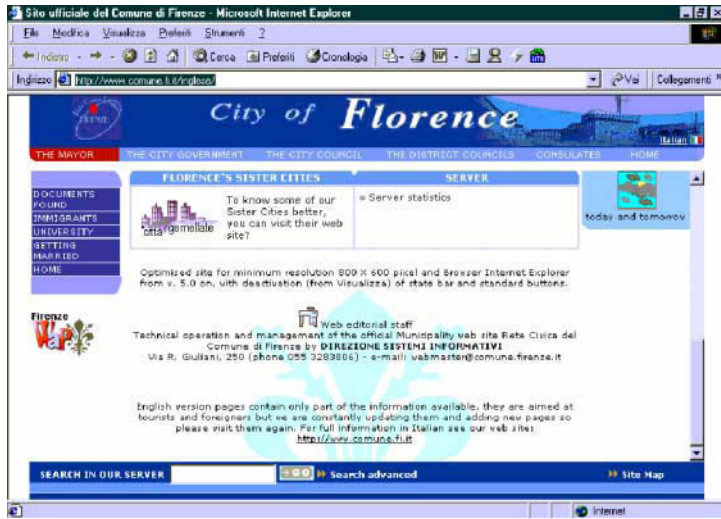 Sito ufficiale del Comune di Firenze - Microsoft Internet Explorer
File Modifica Visualizza Preferiti Strumenti ?
Indietro Cerca Preferiti Cronologia
Indirizzo http://www.comune.fi.it/inglese/ Vai Collegamenti »
City of Florence
Italian
THE MAYOR THE CITY GOVERNMENT THE CITY COUNCIL THE DISTRICT COUNCILS CONSULATES HOME
FLORENCE'S SISTER CITIES SERVER
DOCUMENTS
FOUND
IMMIGRANTS
UNIVERSITY
GETTING
MARRIED
HOME
città gemellate
To know some of our
Sister Cities better,
you can visit their web
site?
Server statistics
today and tomorrow
Optimised site for minimum resolution 800 X 600 pixel and Browser Internet Explorer
from v. 5.0 on, with deactivation (from Visualizza) of state bar and standard buttons.
Firenze
Wap
Web editorial staff
Technical operation and management of the official Municipality web site Rete Civica del
Comune di Firenze by DIREZIONE SISTEMI INFORMATIVI
Via R. Giuliani, 250 (phone 055 3283806) - e-mail: webmaster@comune.firenze.it
English version pages contain only part of the information available, they are aimed at
tourists and foreigners but we are constantly updating them and adding new pages so
please visit them again. For full information in Italian see our web site:
http://www.comune.fi.it
SEARCH IN OUR SERVER GO Search advanced Site Map
Internet